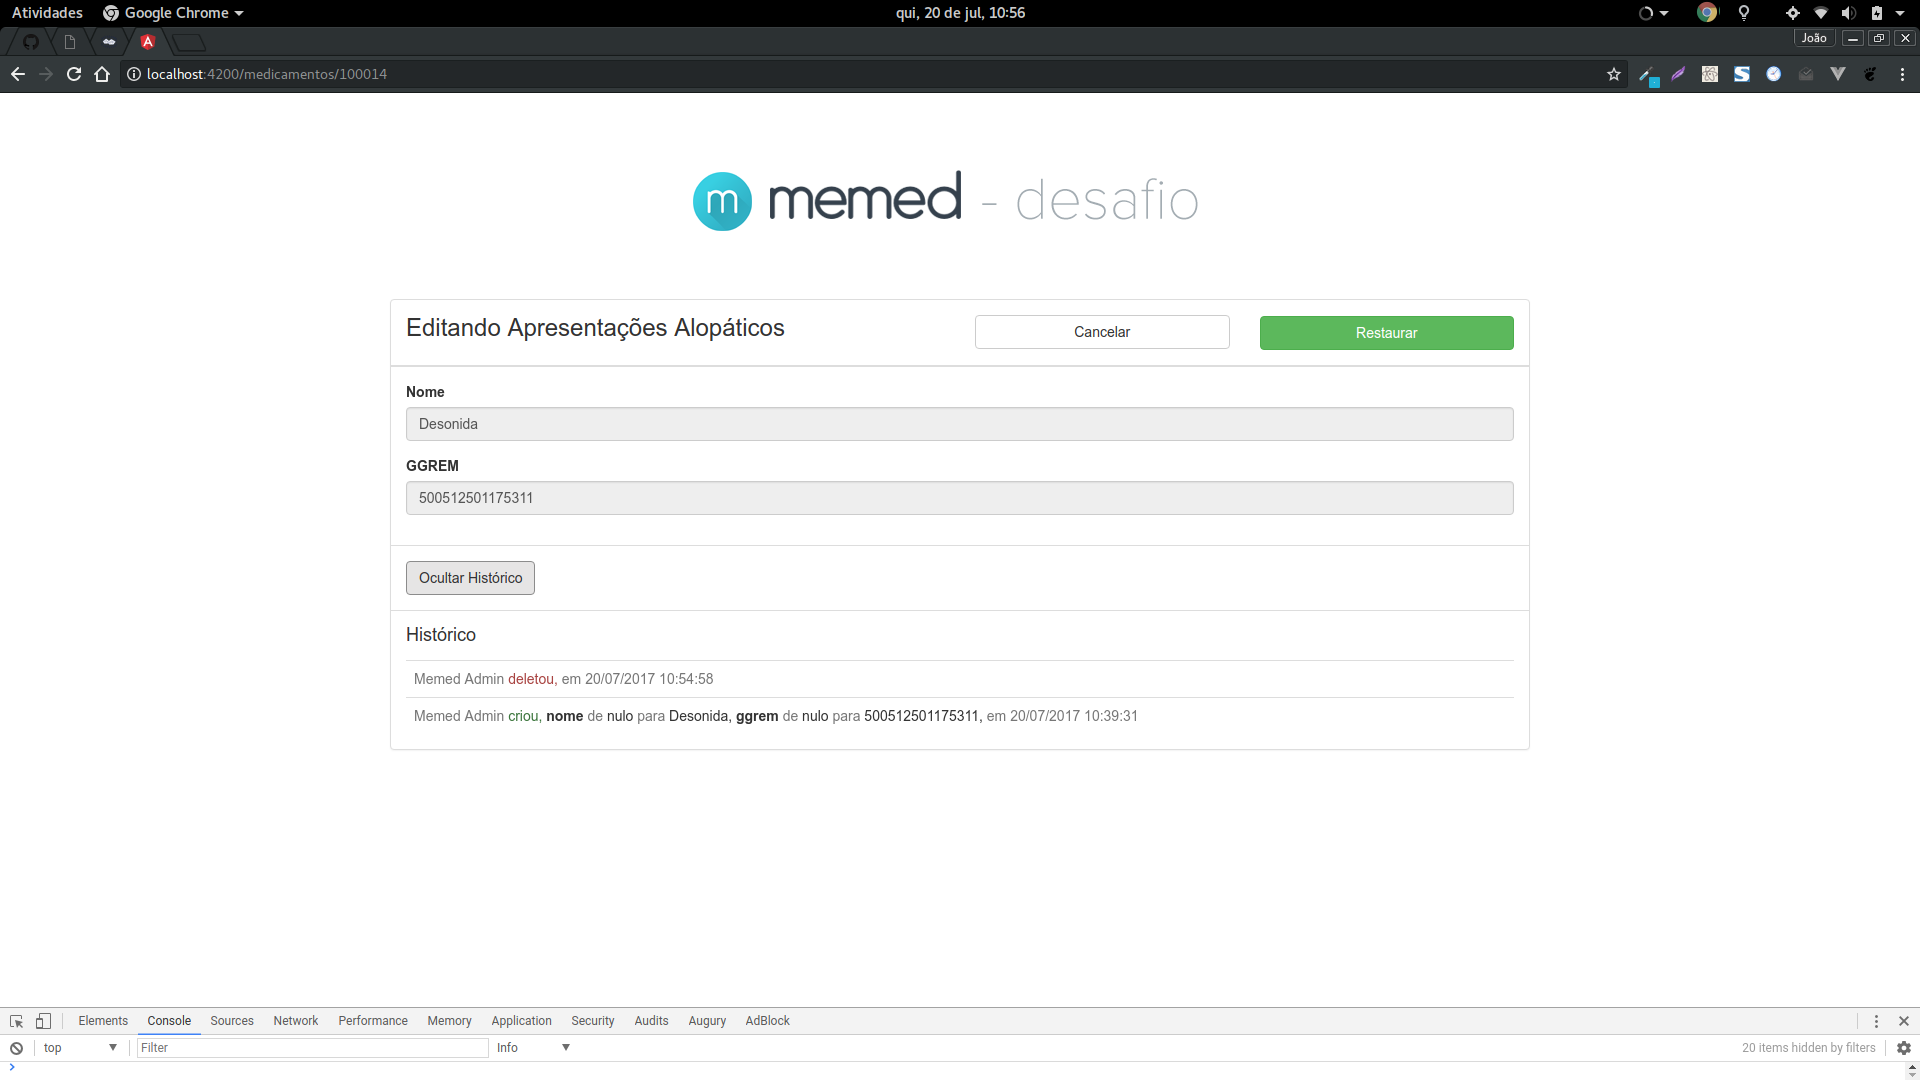 Atividades Google Chrome qui, 20 de jul, 10:56
João
localhost:4200/medicamentos/100014
m memed - desafio
Editando Apresentações Alopáticos Cancelar Restaurar
Nome
Desonida
GGREM
500512501175311
Ocultar Histórico
Histórico
Memed Admin deletou, em 20/07/2017 10:54:58
Memed Admin criou, nome de nulo para Desonida, ggrem de nulo para 500512501175311, em 20/07/2017 10:39:31
Elements Console Sources Network Performance Memory Application Security Audits Augury AdBlock
top Filter Info 20 items hidden by filters